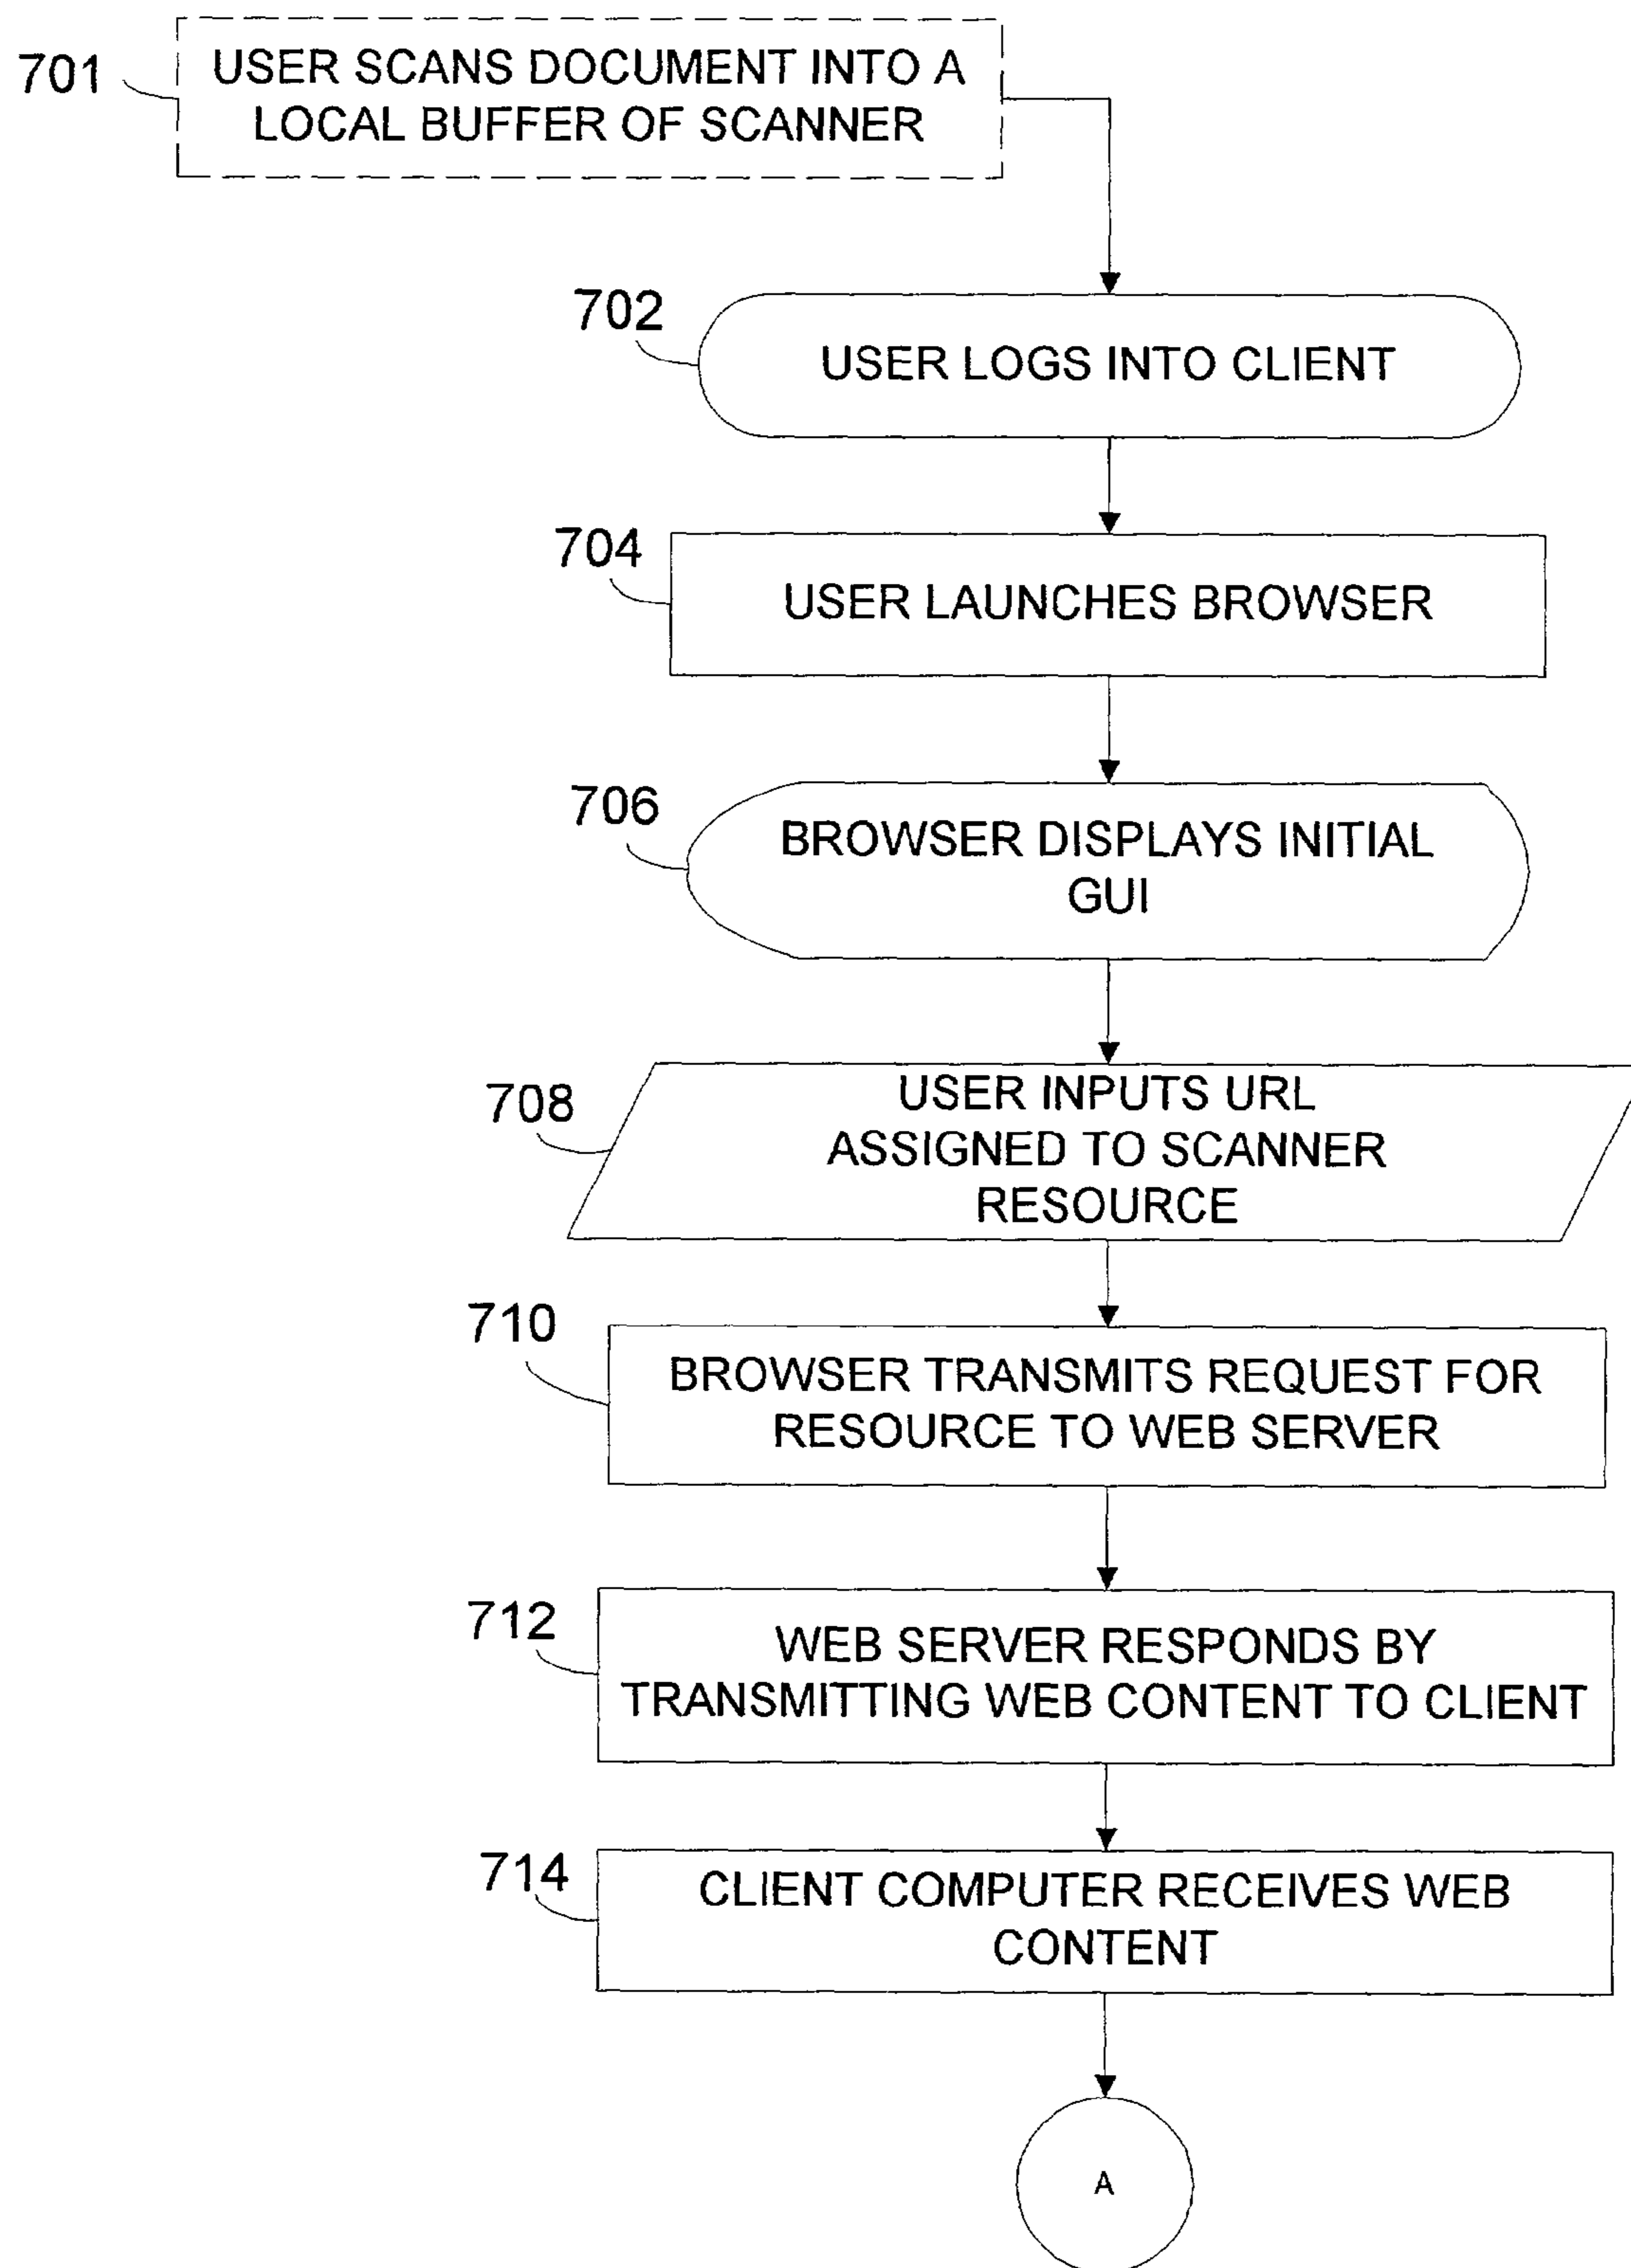 701
USER SCANS DOCUMENT INTO A
LOCAL BUFFER OF SCANNER
702
USER LOGS INTO CLIENT
704
USER LAUNCHES BROWSER
706
BROWSER DISPLAYS INITIAL
GUI
708
USER INPUTS URL
ASSIGNED TO SCANNER
RESOURCE
710
BROWSER TRANSMITS REQUEST FOR
RESOURCE TO WEB SERVER
712
WEB SERVER RESPONDS BY
TRANSMITTING WEB CONTENT TO CLIENT
714
CLIENT COMPUTER RECEIVES WEB
CONTENT
A